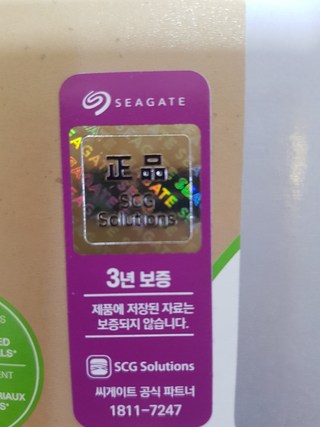 SEAGATE
正品
SCG
Solutions
3년 보증
제품에 저장된 자료는
보증되지 않습니다.
SCG Solutions
씨게이트 공식 파트너
1811-7247